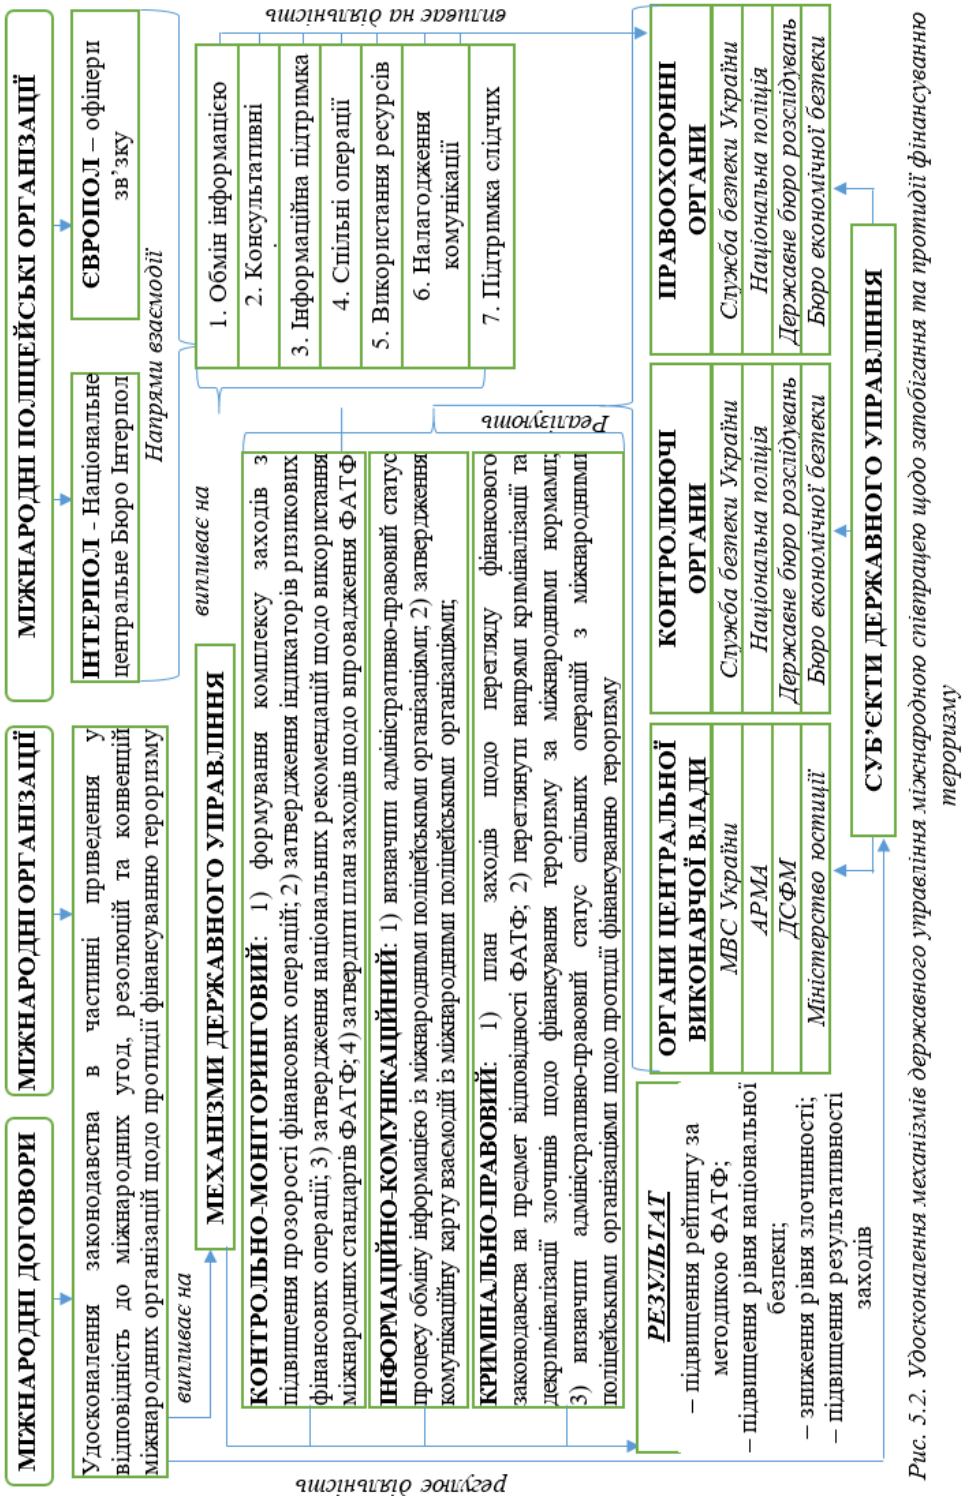 МІЖНАРОДНІ ДОГОВОРИ
МІЖНАРОДНІ ОРГАНІЗАЦІЇ
МІЖНАРОДНІ ПОЛІЦЕЙСЬКІ ОРГАНІЗАЦІЇ
Удосконалення законодавства в частинні приведення у
відповідність до міжнародних угод, резолюцій та конвенцій
міжнародних організацій щодо протидії фінансуванню тероризму
ІНТЕРПОЛ - Національне
центральне Бюро Інтерпол
ЄВРОПОЛ – офіцери
зв’зку
Напрями взаємодії
випливає на
випливає на
МЕХАНІЗМИ ДЕРЖАВНОГО УПРАВЛІННЯ
1. Обмін інформацією
2. Консультативні
3. Інформаційна підтримка
4. Спільні операції
5. Використання ресурсів
6. Налагодження
комунікації
7. Підтримка слідчих
впливає на діяльність
КОНТРОЛЬНО-МОНІТОРИНГОВИЙ: 1) формування комплексу заходів з
підвищення прозорості фінансових операцій; 2) затвердження індикаторів ризикових
фінансових операції; 3) затвердження національних рекомендацій щодо використання
міжнародних стандартів ФАТФ; 4) затвердити план заходів щодо впровадження ФАТФ
ІНФОРМАЦІЙНО-КОМУНІКАЦІЙНИЙ: 1) визначити адміністративно-правовий статус
процесу обміну інформацією із міжнародними поліцейськими організаціями; 2) затвердження
комунікаційну карту взаємодій із міжнародними поліцейськими організаціями;
КРИМІНАЛЬНО-ПРАВОВИЙ: 1) план заходів щодо перегляду фінансового
законодавства на предмет відповідності ФАТФ; 2) переглянути напрями криміналізації та
декриміналізації злочинів щодо фінансування тероризму за міжнародними нормами;
3) визначити адміністративно-правовий статус спільних операцій з міжнародними
поліцейськими організаціями щодо протидії фінансуванню тероризму
Реалізують
регулює діяльність
РЕЗУЛЬТАТ
– підвищення рейтингу за
методикою ФАТФ;
– підвищення рівня національної
безпеки;
– зниження рівня злочинності;
– підвищення результативності
заходів
ОРГАНИ ЦЕНТРАЛЬНОЇ
ВИКОНАВЧОЇ ВЛАДИ
МВС України
АРМА
ДСФМ
Міністерство юстиції
КОНТРОЛЮЮЧІ
ОРГАНИ
Служба безпеки України
Національна поліція
Державне бюро розслідувань
Бюро економічної безпеки
ПРАВООХОРОННІ
ОРГАНИ
Служба безпеки України
Національна поліція
Державне бюро розслідувань
Бюро економічної безпеки
СУБ’ЄКТИ ДЕРЖАВНОГО УПРАВЛІННЯ
Рис. 5.2. Удосконалення механізмів державного управління міжнародною співпрацею щодо запобігання та протидії фінансуванню
тероризму